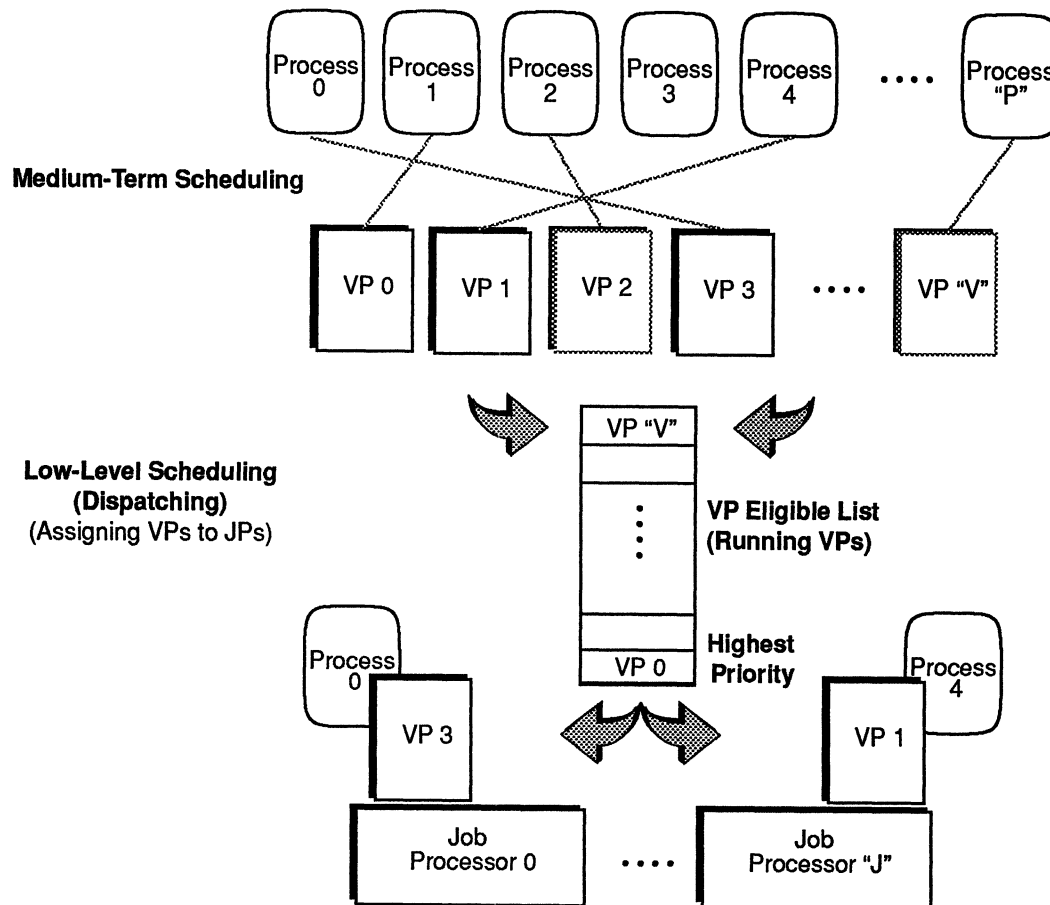 Process
0
Process
1
Process
2
Process
3
Process
4
• • • •
Process
“P”
Medium-Term Scheduling
VP 0
VP 1
VP 2
VP 3
• • • •
VP “V”
VP “V”
Low-Level Scheduling
(Dispatching)
(Assigning VPs to JPs)
VP Eligible List
(Running VPs)
Highest
Priority
VP 0
Process
0
VP 3
Process
4
VP 1
Job
Processor 0
• • • •
Job
Processor “J”